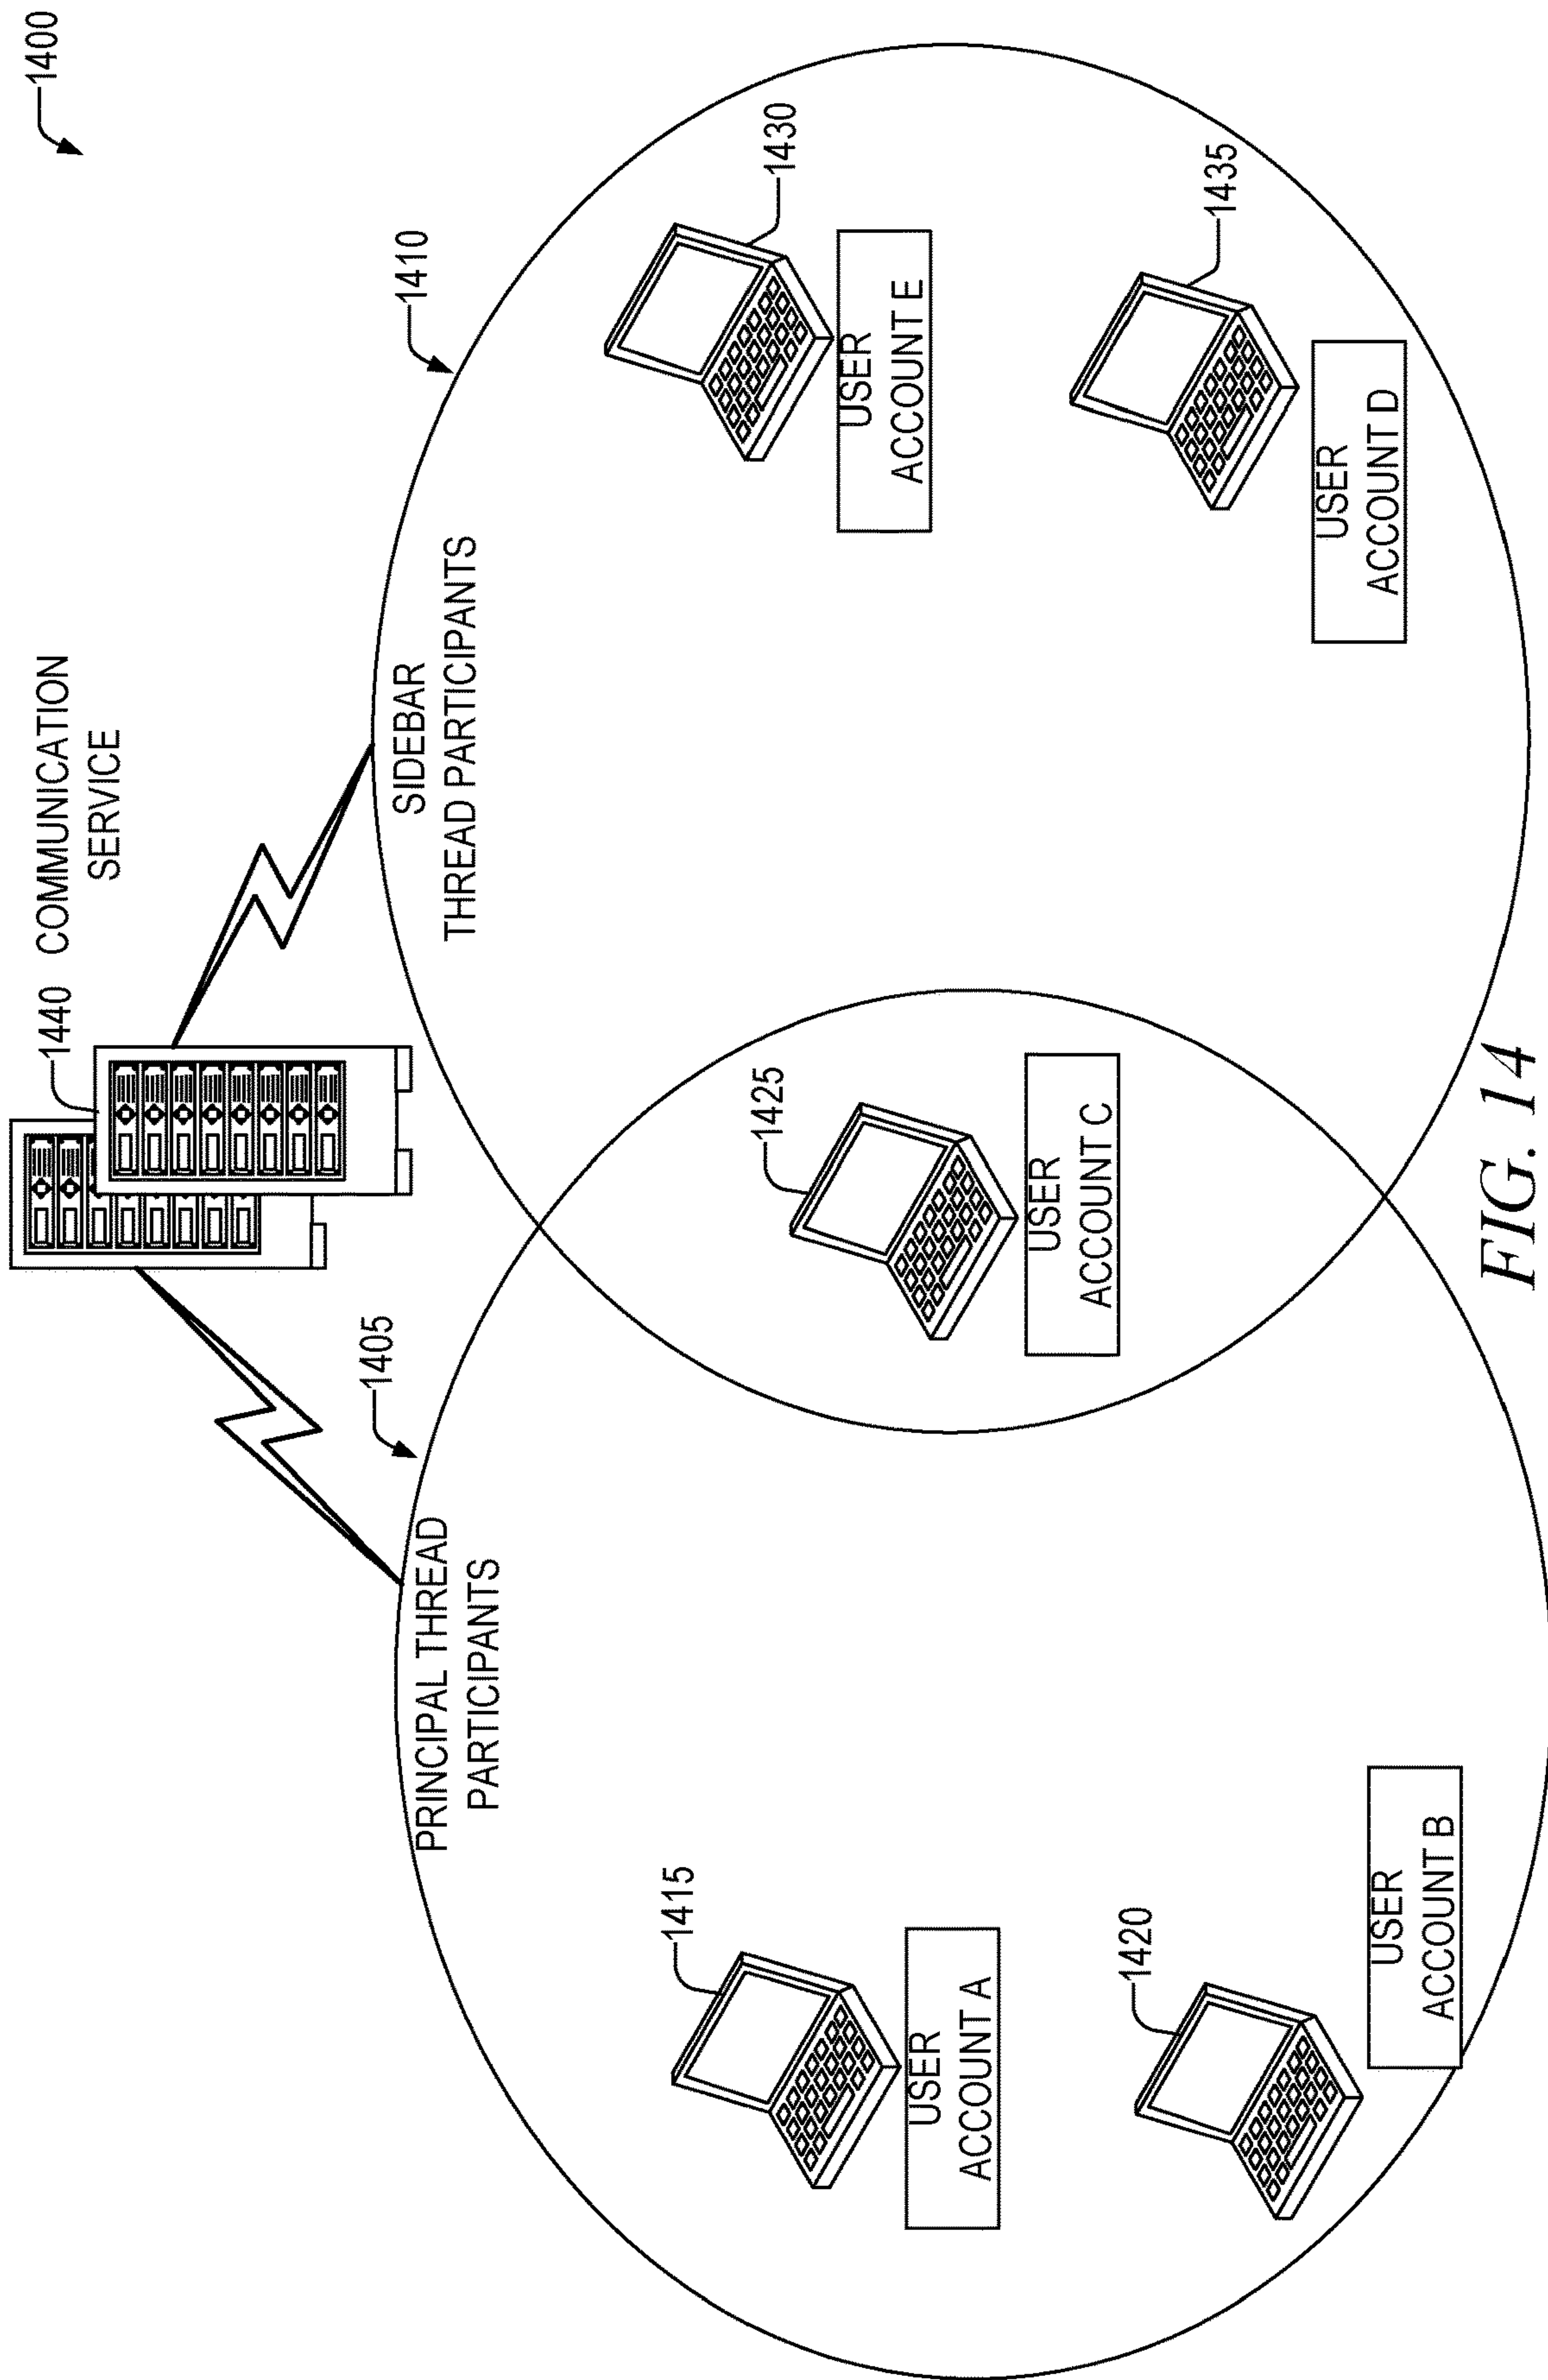 1400
1440 COMMUNICATION
SERVICE
1405
PRINCIPAL THREAD
PARTICIPANTS
1410
SIDEBAR
THREAD PARTICIPANTS
1415
USER
ACCOUNT A
1425
USER
ACCOUNT C
1430
USER
ACCOUNT E
1420
USER
ACCOUNT B
1435
USER
ACCOUNT D
FIG. 14